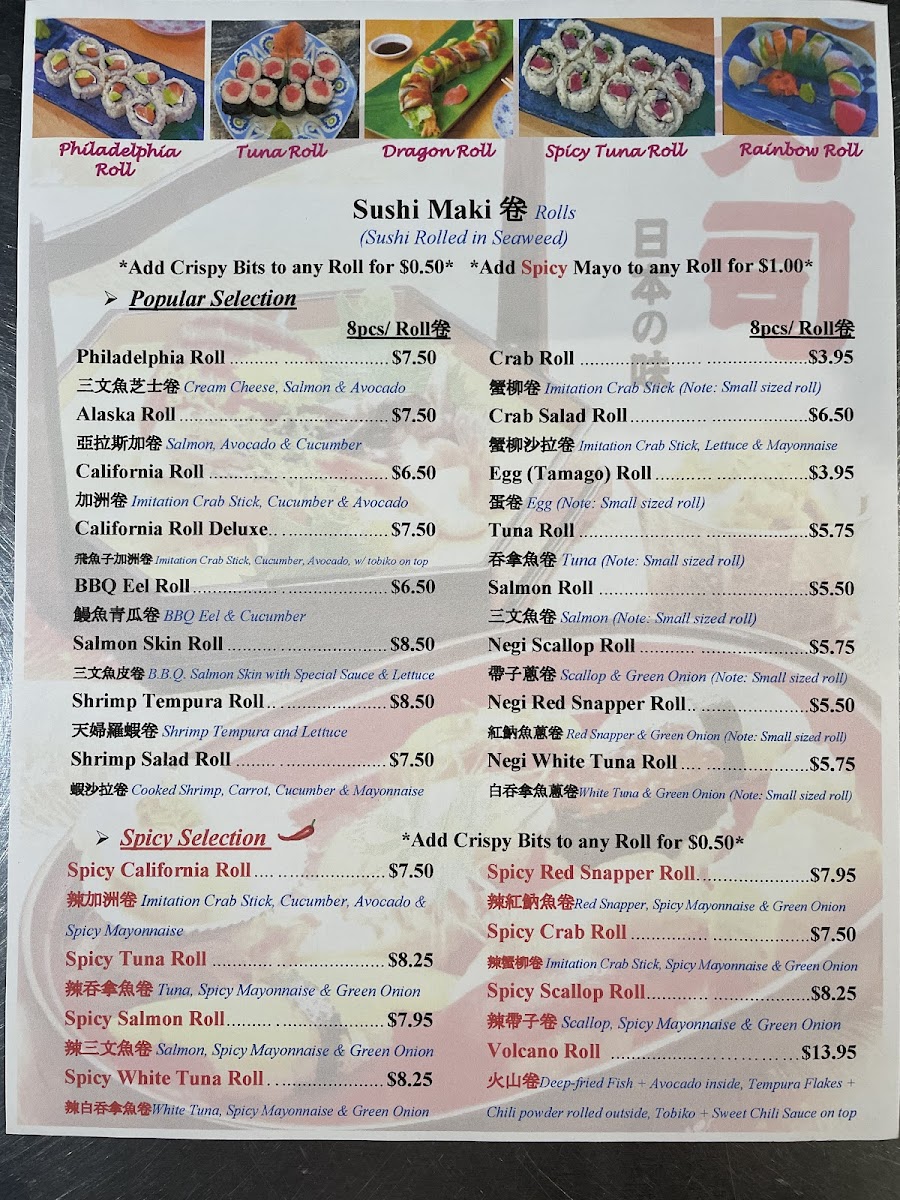 Philadelphia Roll
Tuna Roll
Dragon Roll
Spicy Tuna Roll
Rainbow Roll
Sushi Maki 卷 Rolls
(Sushi Rolled in Seaweed)
*Add Crispy Bits to any Roll for $0.50* *Add Spicy Mayo to any Roll for $1.00*
司
日本の味
➤ Popular Selection
8pcs/ Roll卷
Philadelphia Roll ........................ $7.50
三文魚芝士卷 Cream Cheese, Salmon & Avocado
Alaska Roll ........................ $7.50
亞拉斯加卷 Salmon, Avocado & Cucumber
California Roll ........................ $6.50
加洲卷 Imitation Crab Stick, Cucumber & Avocado
California Roll Deluxe ........................ $7.50
飛魚子加洲卷 Imitation Crab Stick, Cucumber, Avocado, w/ tobiko on top
BBQ Eel Roll ........................ $6.50
鰻魚青瓜卷 BBQ Eel & Cucumber
Salmon Skin Roll ........................ $8.50
三文魚皮卷 B.B.Q. Salmon Skin with Special Sauce & Lettuce
Shrimp Tempura Roll ........................ $8.50
天婦羅蝦卷 Shrimp Tempura and Lettuce
Shrimp Salad Roll ........................ $7.50
蝦沙拉卷 Cooked Shrimp, Carrot, Cucumber & Mayonnaise
8pcs/ Roll卷
Crab Roll ........................ $3.95
蟹柳卷 Imitation Crab Stick (Note: Small sized roll)
Crab Salad Roll ........................ $6.50
蟹柳沙拉卷 Imitation Crab Stick, Lettuce & Mayonnaise
Egg (Tamago) Roll ........................ $3.95
蛋卷 Egg (Note: Small sized roll)
Tuna Roll ........................ $5.75
吞拿魚卷 Tuna (Note: Small sized roll)
Salmon Roll ........................ $5.50
三文魚卷 Salmon (Note: Small sized roll)
Negi Scallop Roll ........................ $5.75
帶子蔥卷 Scallop & Green Onion (Note: Small sized roll)
Negi Red Snapper Roll ........................ $5.50
紅魶魚蔥卷 Red Snapper & Green Onion (Note: Small sized roll)
Negi White Tuna Roll ........................ $5.75
白吞拿魚蔥卷White Tuna & Green Onion (Note: Small sized roll)
➤ Spicy Selection
*Add Crispy Bits to any Roll for $0.50*
Spicy California Roll ........................ $7.50
辣加洲卷 Imitation Crab Stick, Cucumber, Avocado &
Spicy Mayonnaise
Spicy Tuna Roll ........................ $8.25
辣吞拿魚卷 Tuna, Spicy Mayonnaise & Green Onion
Spicy Salmon Roll ........................ $7.95
辣三文魚卷 Salmon, Spicy Mayonnaise & Green Onion
Spicy White Tuna Roll ........................ $8.25
辣白吞拿魚卷White Tuna, Spicy Mayonnaise & Green Onion
Spicy Red Snapper Roll ........................ $7.95
辣紅魶魚卷Red Snapper, Spicy Mayonnaise & Green Onion
Spicy Crab Roll ........................ $7.50
辣蟹柳卷 Imitation Crab Stick, Spicy Mayonnaise & Green Onion
Spicy Scallop Roll ........................ $8.25
辣帶子卷 Scallop, Spicy Mayonnaise & Green Onion
Volcano Roll ........................ $13.95
火山卷Deep-fried Fish + Avocado inside, Tempura Flakes +
Chili powder rolled outside, Tobiko + Sweet Chili Sauce on top